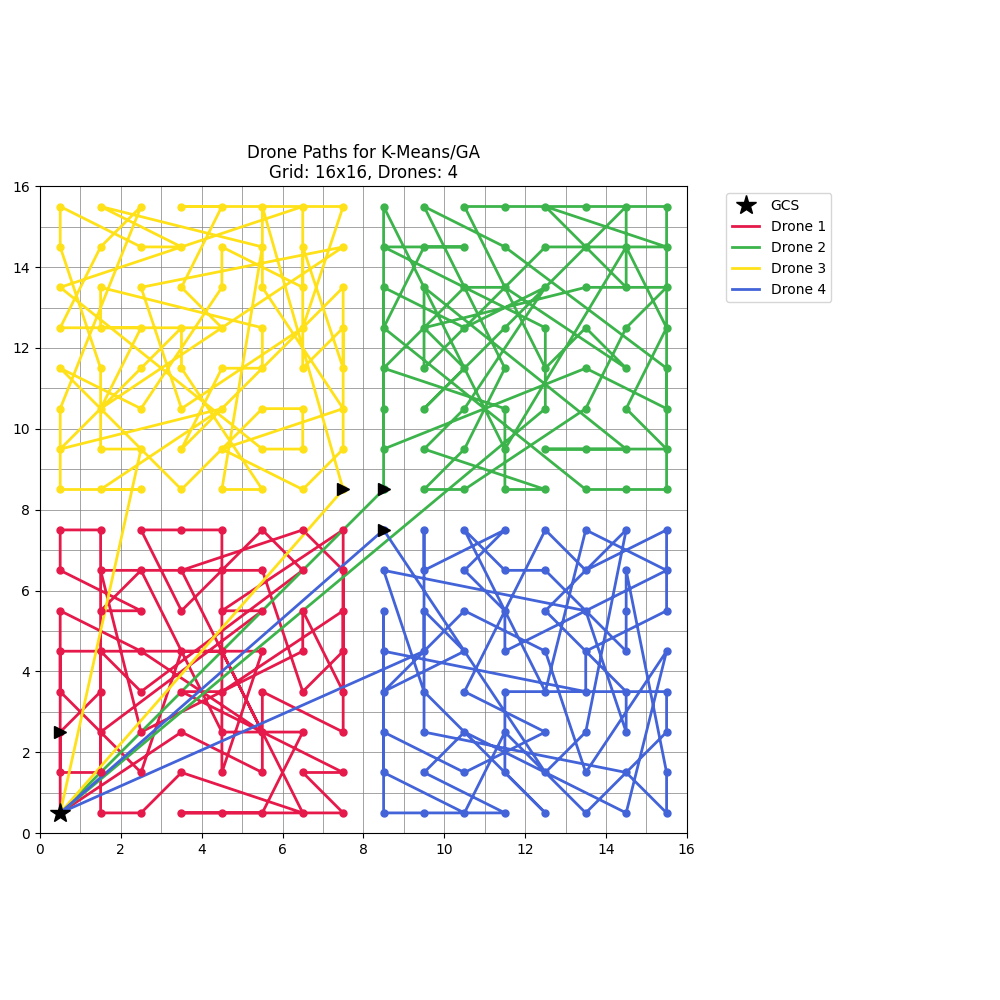 Drone Paths for K-Means/GA
Grid: 16x16, Drones: 4
16
14
12
10
8
6
4
2
0
0 2 4 6 8 10 12 14 16
GCS
Drone 1
Drone 2
Drone 3
Drone 4